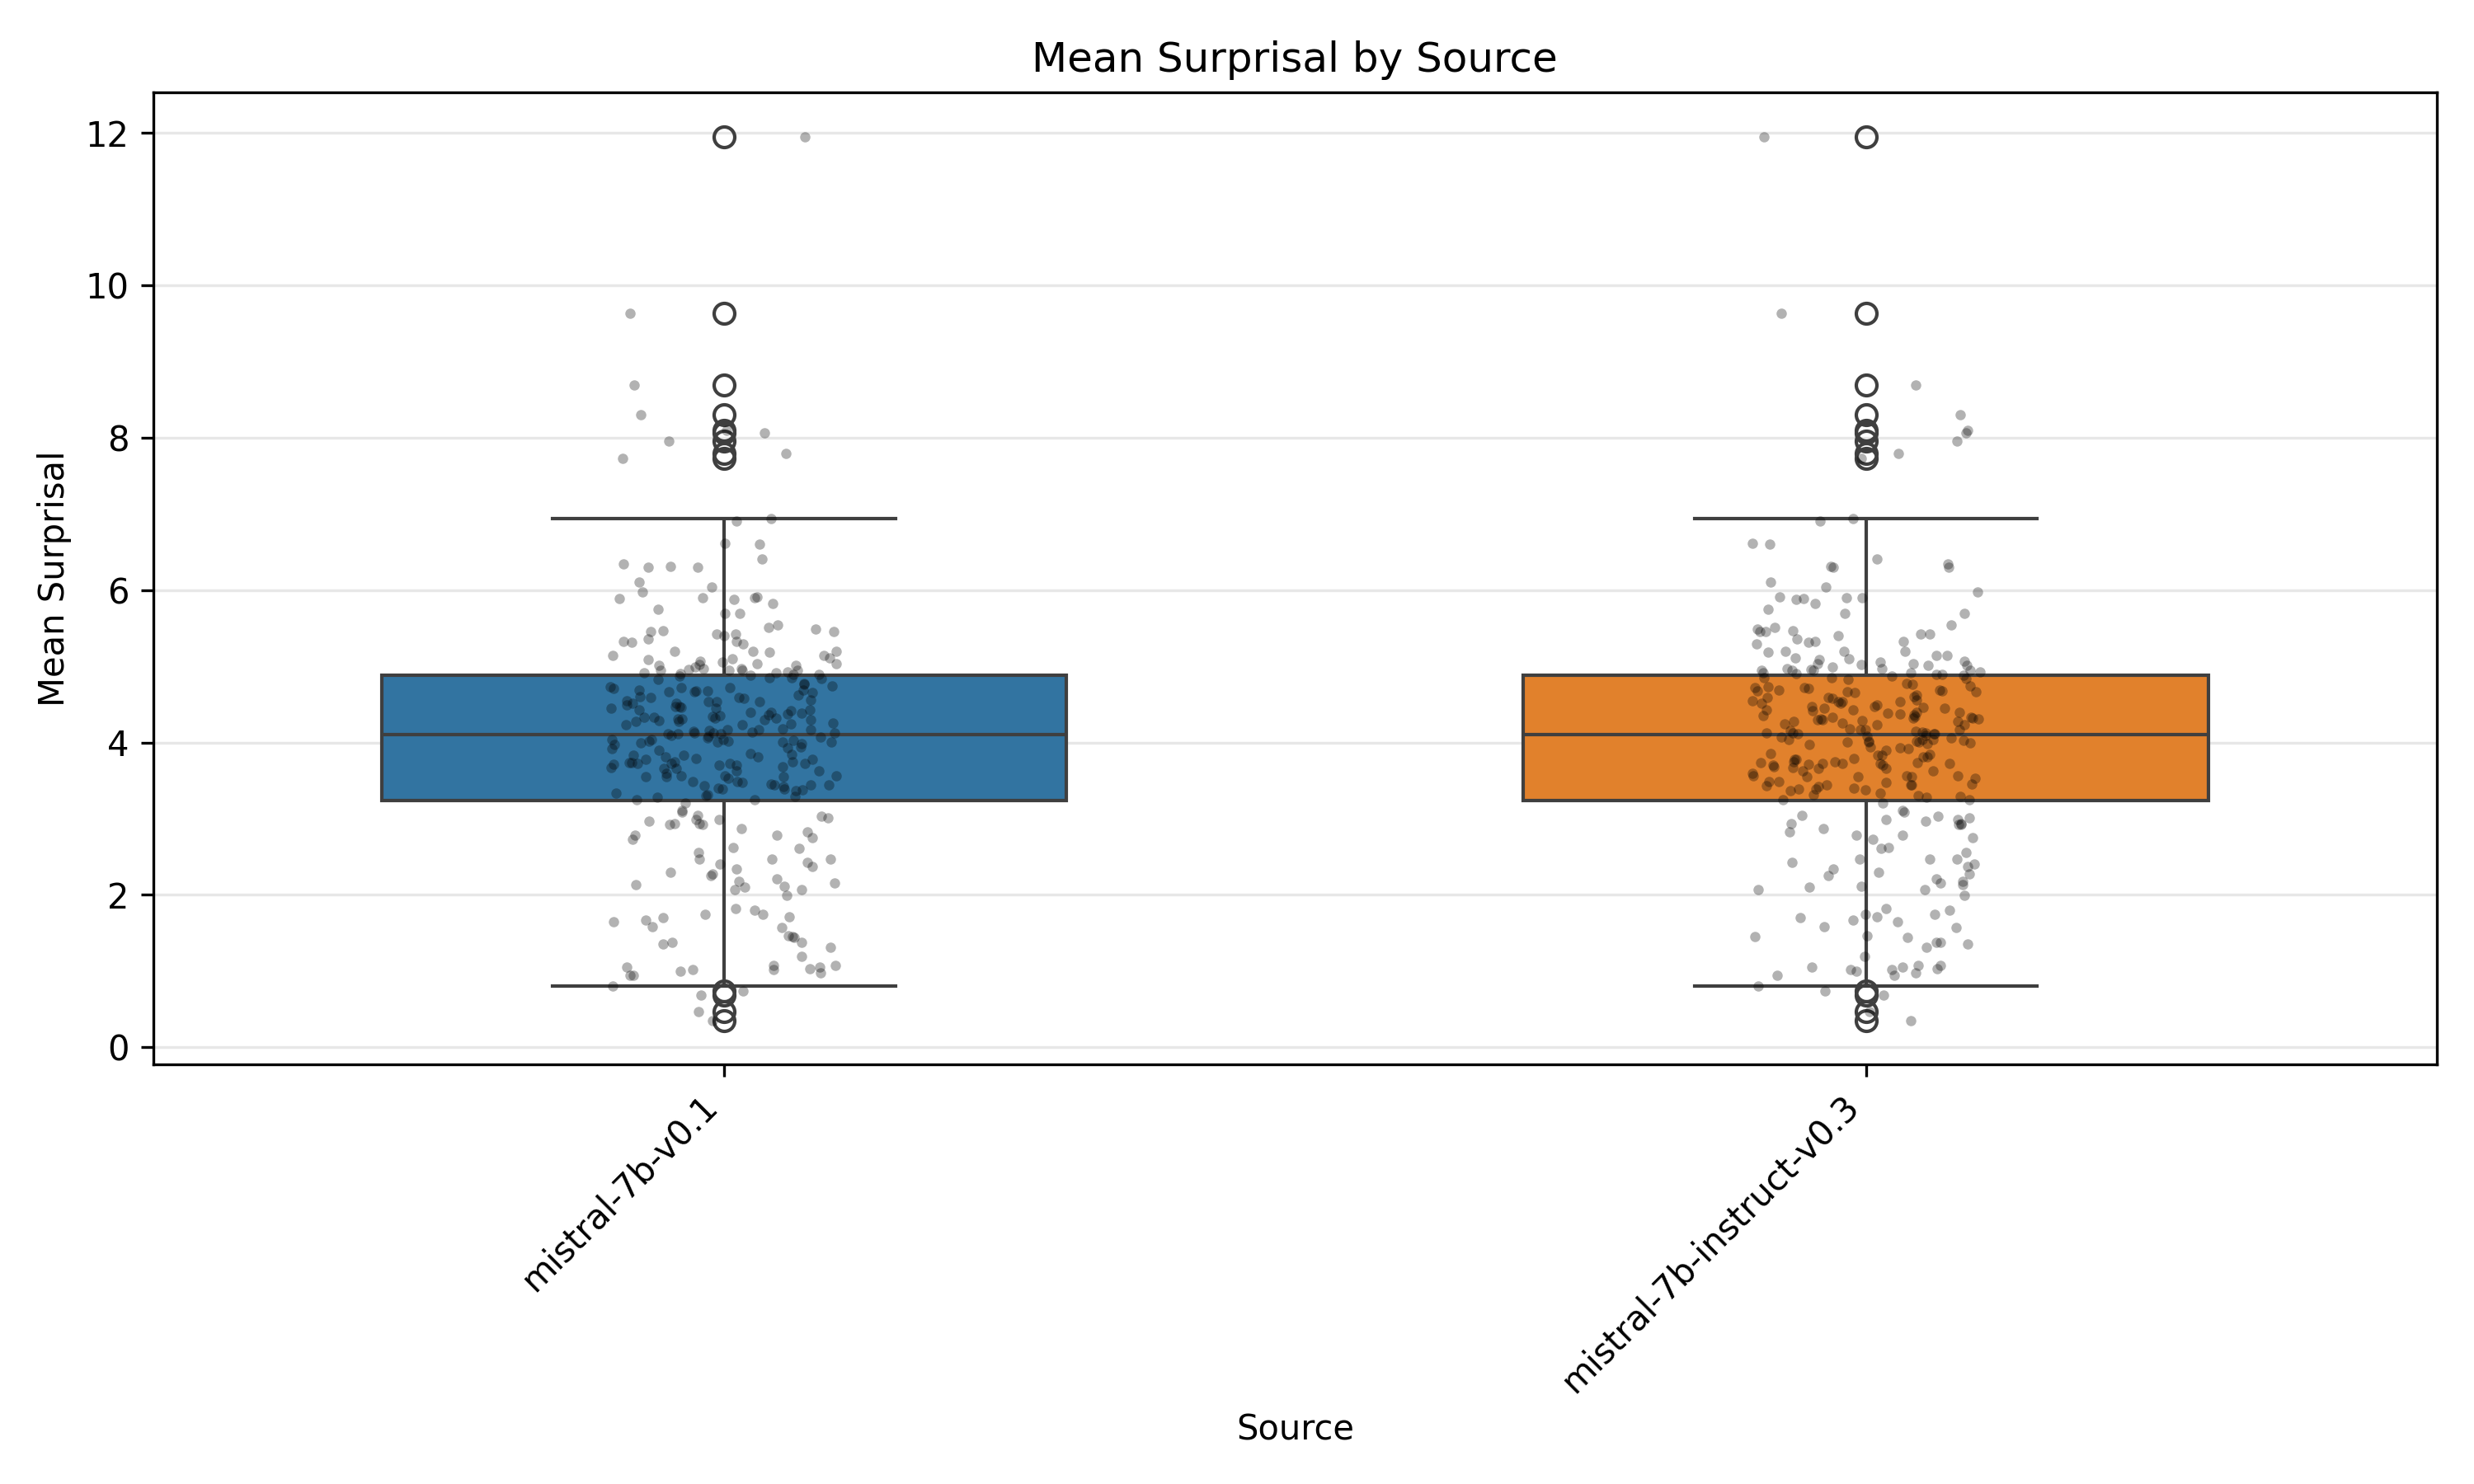 Mean Surprisal by Source
Mean Surprisal
12
10
8
6
4
2
0
mistral-7b-v0.1
mistral-7b-instruct-v0.3
Source